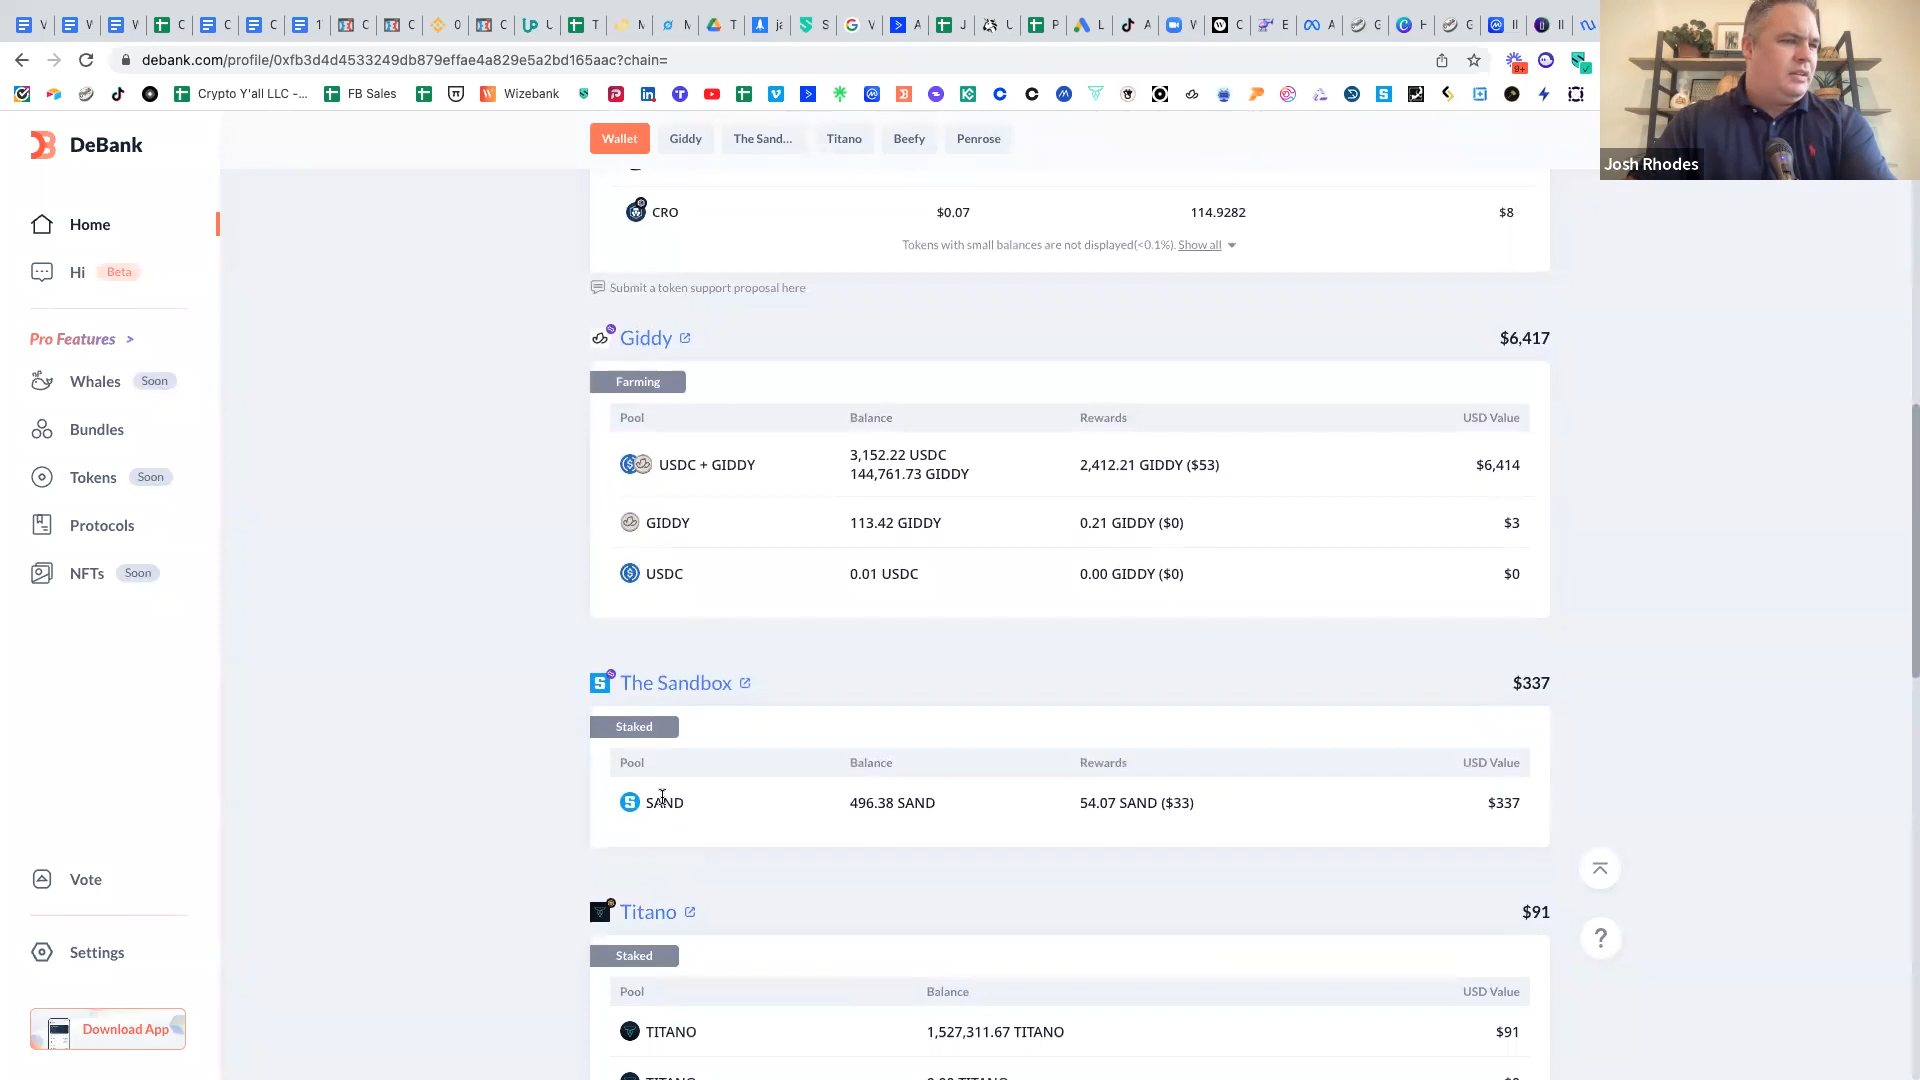 V W W C C C 1 C C 0 C U T M M T j S V A J U P L A V C E A G C H G II II
debank.com/profile/0xfb3d4d4533249db879effae4a829e5a2bd165aac?chain=
9+
Crypto Y'all LLC -... FB Sales Wizebank
Josh Rhodes
DeBank
Wallet Giddy The Sand... Titano Beefy Penrose
Home
Hi Beta
Pro Features >
Whales Soon
Bundles
Tokens Soon
Protocols
NFTs Soon
Vote
Settings
Download App
CRO $0.07 114.9282 $8
Tokens with small balances are not displayed(<0.1%). Show all
Submit a token support proposal here
Giddy $6,417
Farming
Pool Balance Rewards USD Value
USDC + GIDDY 3,152.22 USDC
144,761.73 GIDDY 2,412.21 GIDDY ($53) $6,414
GIDDY 113.42 GIDDY 0.21 GIDDY ($0) $3
USDC 0.01 USDC 0.00 GIDDY ($0) $0
The Sandbox $337
Staked
Pool Balance Rewards USD Value
SAND 496.38 SAND 54.07 SAND ($33) $337
Titano $91
Staked
Pool Balance USD Value
TITANO 1,527,311.67 TITANO $91
?